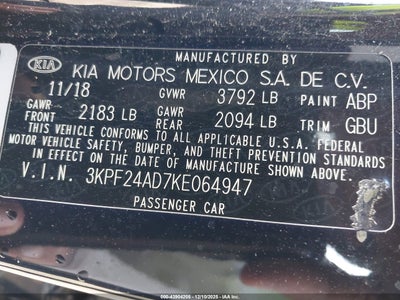 MANUFACTURED BY
KIA KIA MOTORS MEXICO S.A. DE C.V.
11/18 GVWR 3792 LB PAINT ABP
GAWR FRONT 2183 LB GAWR REAR 2094 LB TRIM GBU
THIS VEHICLE CONFORMS TO ALL APPLICABLE U.S.A. FEDERAL
MOTOR VEHICLE SAFETY, BUMPER, AND THEFT PREVENTION STANDARDS
IN EFFECT ON THE DATE OF MANUFACTURE SHOWN ABOVE.
V.I.N. 3KPF24AD7KE064947
PASSENGER CAR